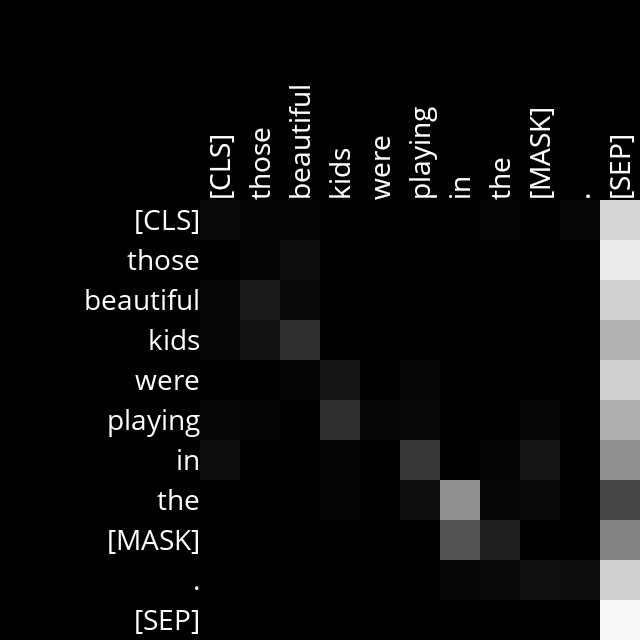 [CLS] those beautiful kids were playing in the [MASK] . [SEP]
[CLS]
those
beautiful
kids
were
playing
in
the
[MASK]
.
[SEP]